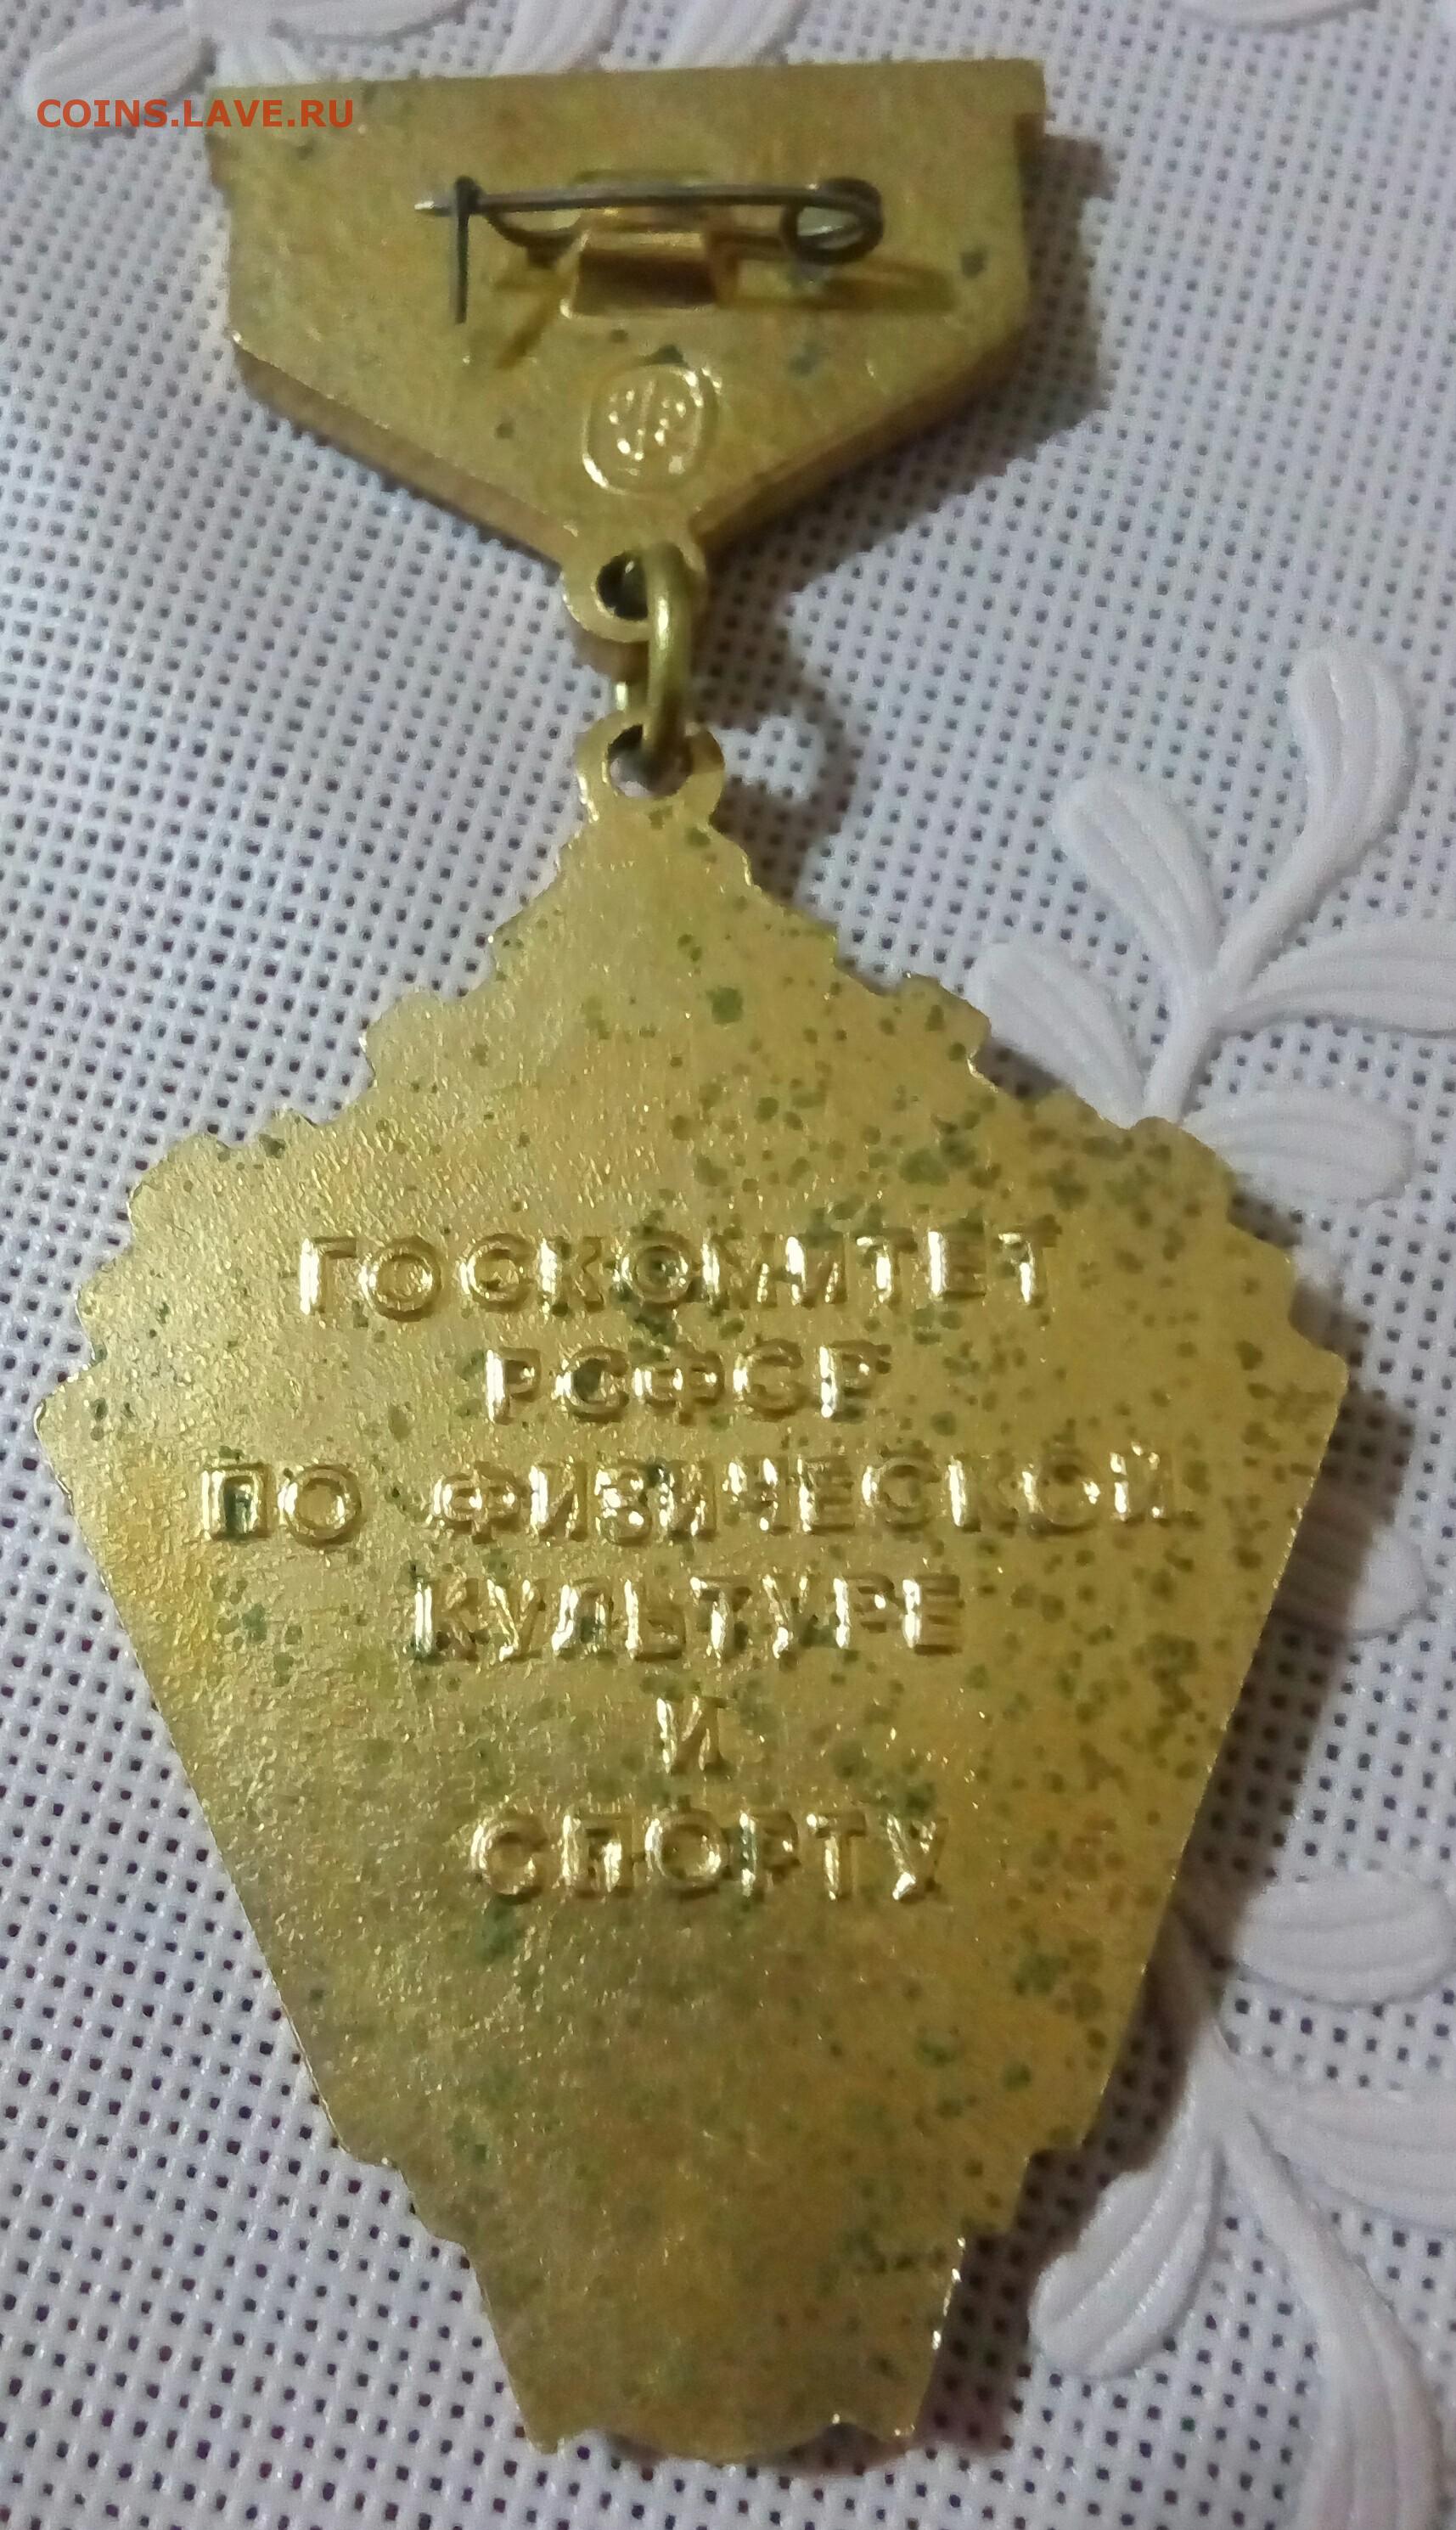 COINS.LAVE.RU
ГОСКОМИТЕТ
РСФСР
ПО ФИЗИЧЕСКОЙ
КУЛЬТУРЕ
И
СПОРТУ